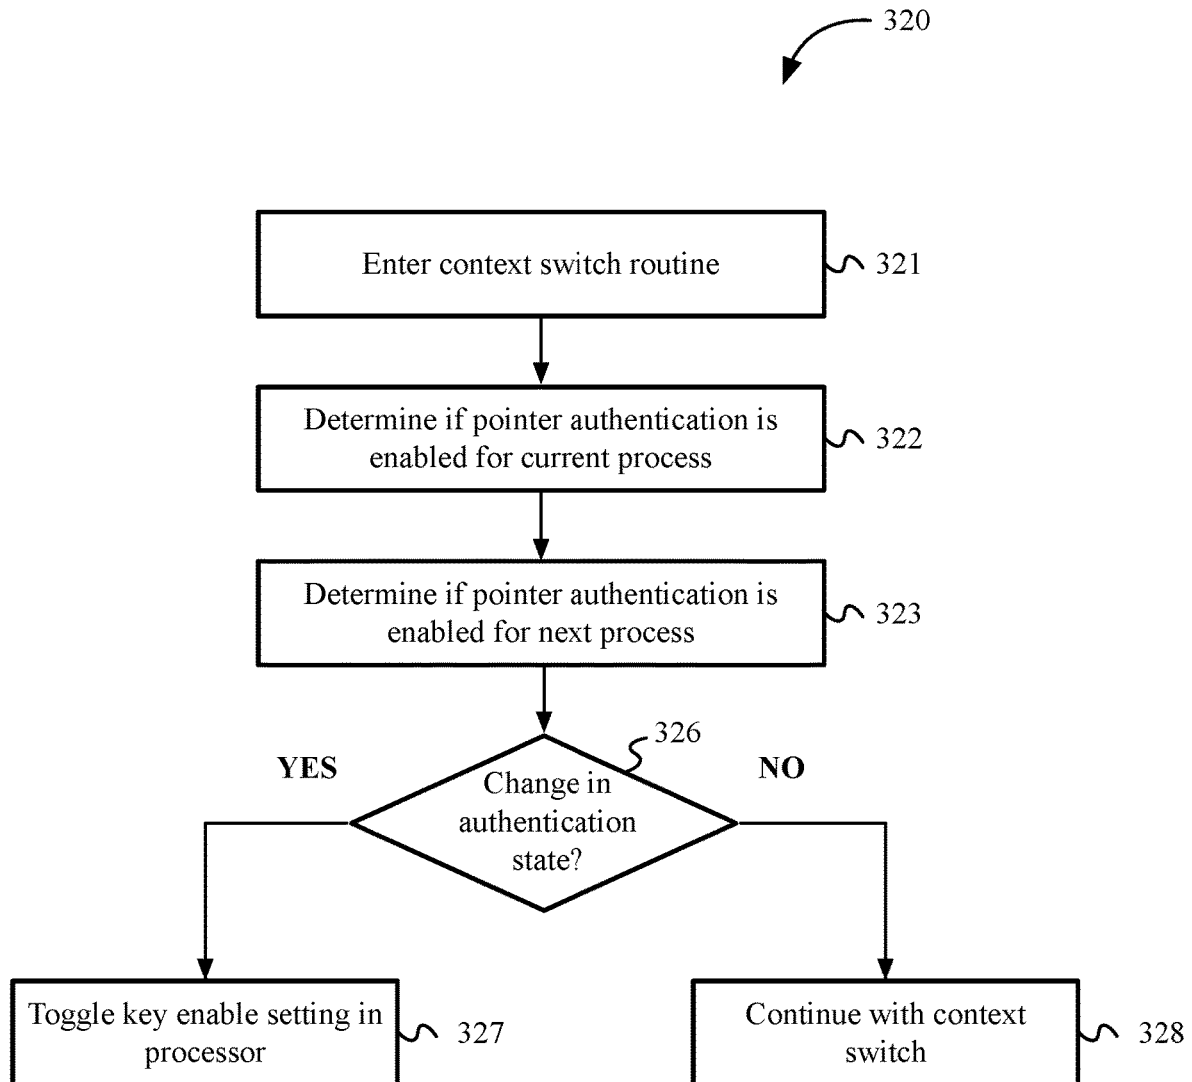 320
Enter context switch routine
321
Determine if pointer authentication is
enabled for current process
322
Determine if pointer authentication is
enabled for next process
323
326
YES
NO
Change in
authentication
state?
Toggle key enable setting in
processor
327
Continue with context
switch
328